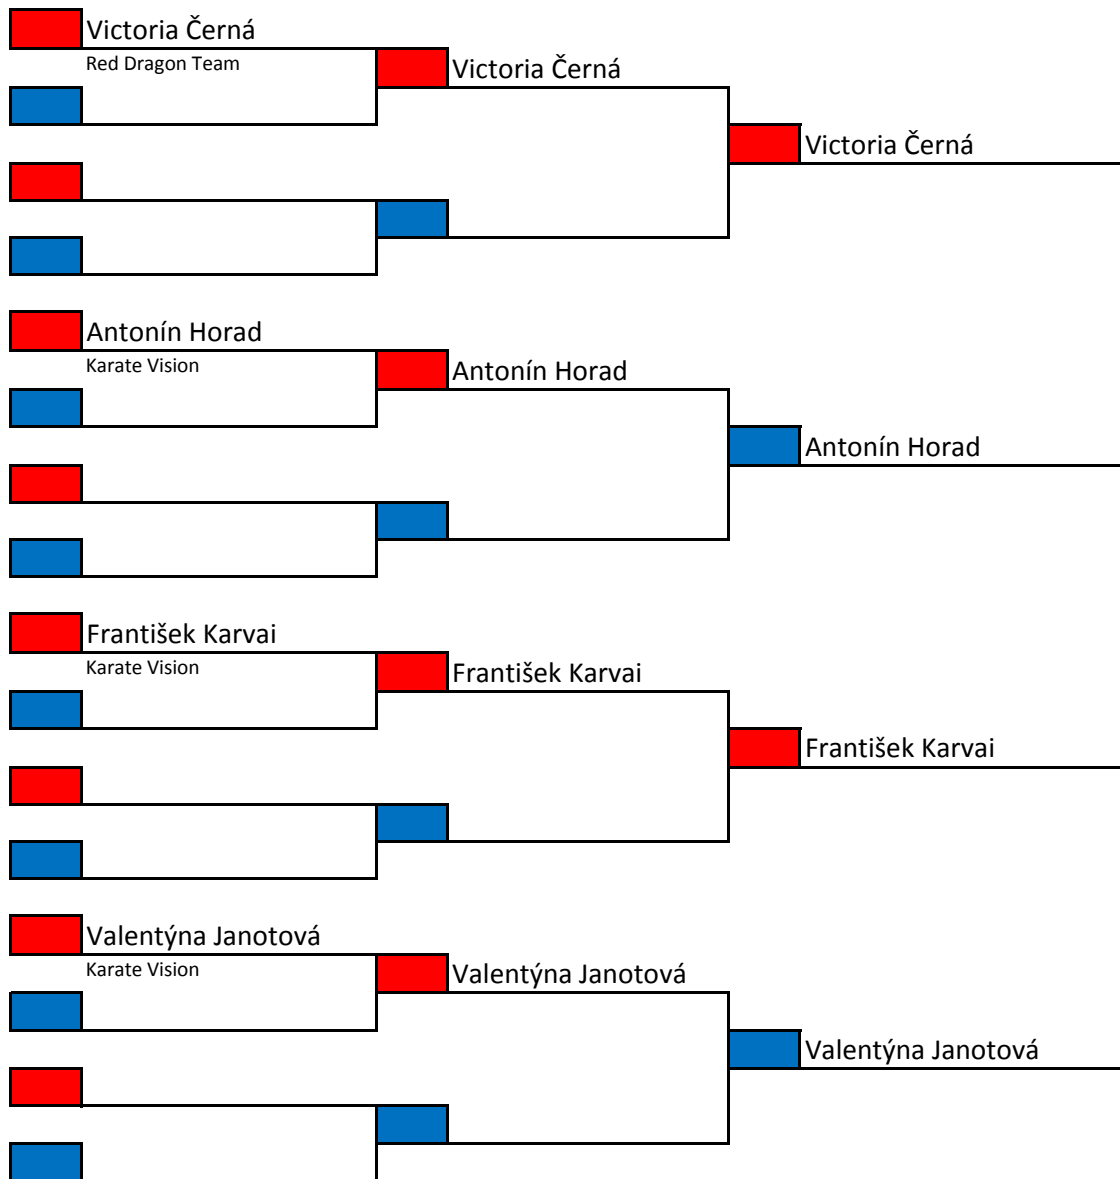 Victoria Černá
Red Dragon Team
Victoria Černá
Victoria Černá
Antonín Horad
Karate Vision
Antonín Horad
Antonín Horad
František Karvai
Karate Vision
František Karvai
František Karvai
Valentýna Janotová
Karate Vision
Valentýna Janotová
Valentýna Janotová